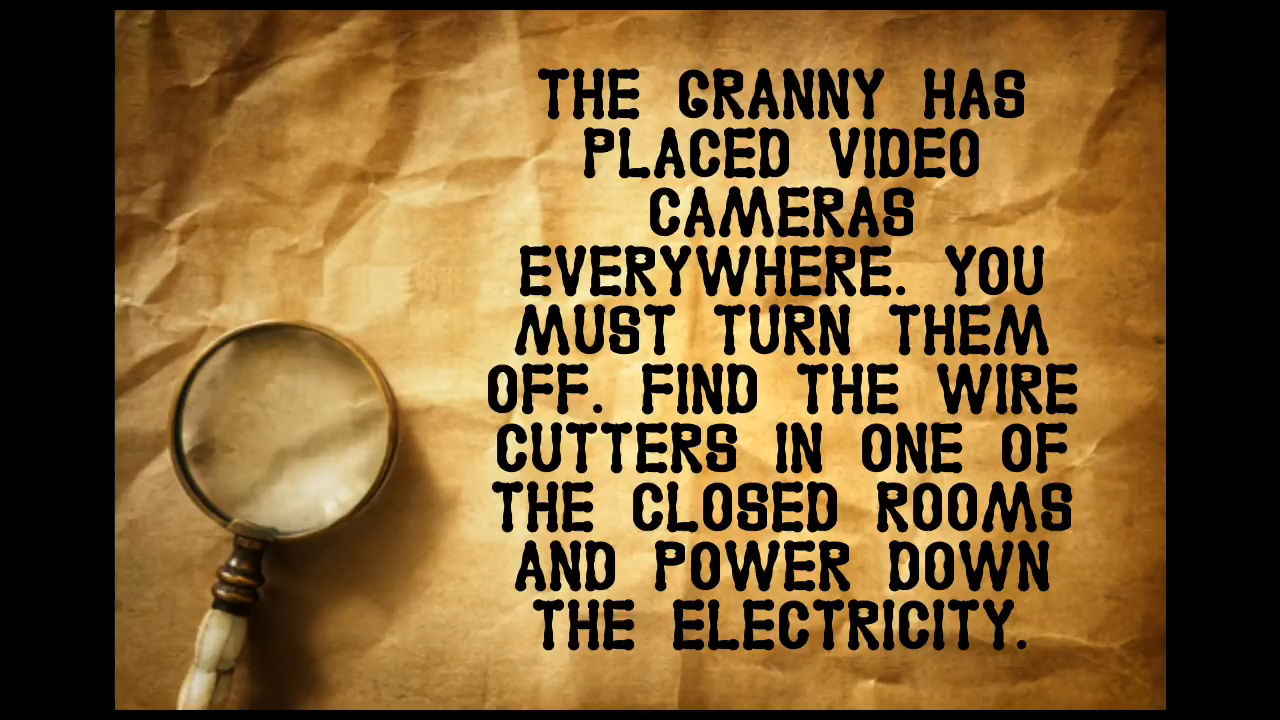 THE GRANNY HAS
PLACED VIDEO
CAMERAS
EVERYWHERE. YOU
MUST TURN THEM
OFF. FIND THE WIRE
CUTTERS IN ONE OF
THE CLOSED ROOMS
AND POWER DOWN
THE ELECTRICITY.